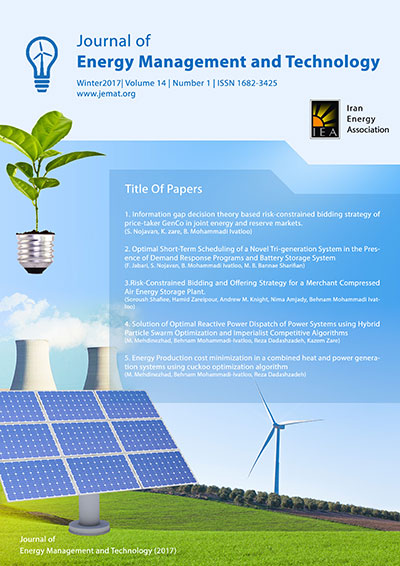 Journal of
Energy Management and Technology
Winter2017| Volume 14 | Number 1 | ISSN 1682-3425
www.jemat.org
IEA
Iran
Energy
Association
Title Of Papers
1. Information gap decision theory based risk-constrained bidding strategy of
price-taker GenCo in joint energy and reserve markets.
(S. Nojavan, K. zare, B. Mohammadi Ivatloo)
2. Optimal Short-Term Scheduling of a Novel Tri-generation System in the Pres-
ence of Demand Response Programs and Battery Storage System
(F. Jabari, S. Nojavan, B. Mohammadi Ivatloo, M. B. Bannae Sharifian)
3.Risk-Constrained Bidding and Offering Strategy for a Merchant Compressed
Air Energy Storage Plant.
(Soroush Shafiee, Hamid Zareipour, Andrew M. Knight, Nima Amjady, Behnam Mohammadi Ivat-
loo)
4. Solution of Optimal Reactive Power Dispatch of Power Systems using Hybrid
Particle Swarm Optimization and Imperialist Competitive Algorithms
(M. Mehdinezhad, Behnam Mohammadi-Ivatloo, Reza Dadashzadeh, Kazem Zare)
5. Energy Production cost minimization in a combined heat and power genera-
tion systems using cuckoo optimization algorithm
(M. Mehdinezhad, Behnam Mohammadi-Ivatloo, Reza Dadashzadeh)
Journal of
Energy Management and Technology (2017)